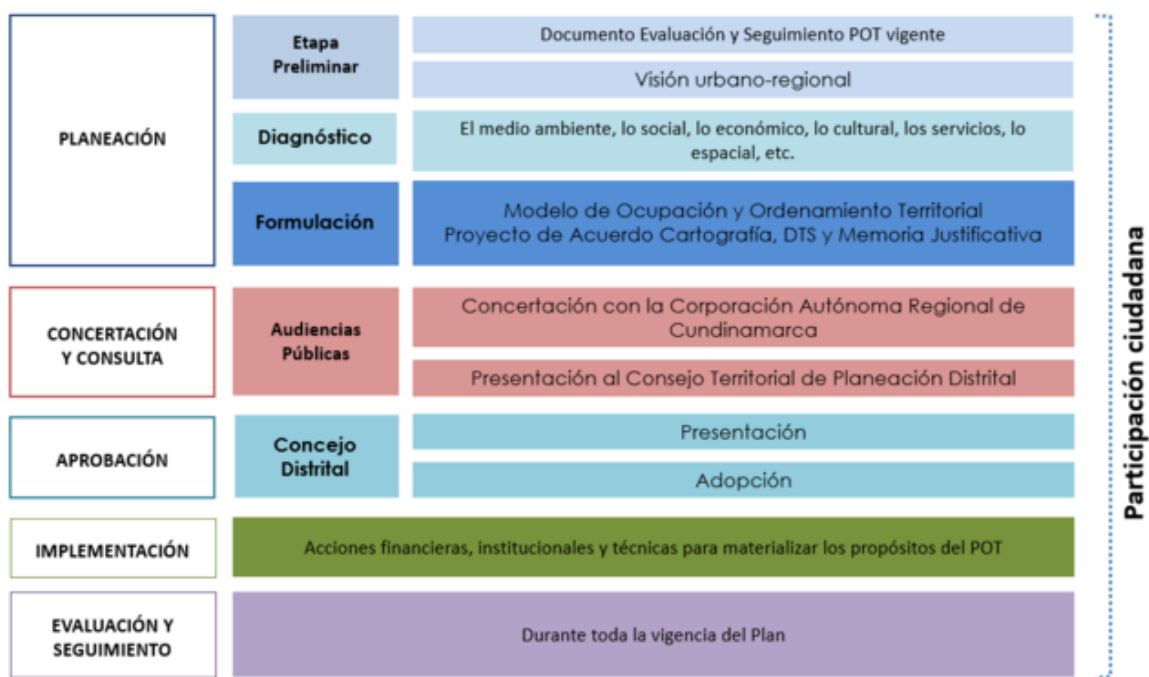 PLANEACIÓN
Etapa
Preliminar
Documento Evaluación y Seguimiento POT vigente
Visión urbano-regional
Diagnóstico
El medio ambiente, lo social, lo económico, lo cultural, los servicios, lo
espacial, etc.
Formulación
Modelo de Ocupación y Ordenamiento Territorial
Proyecto de Acuerdo Cartografía, DTS y Memoria Justificativa
CONCERTACIÓN
Y CONSULTA
Audiencias
Públicas
Concertación con la Corporación Autónoma Regional de
Cundinamarca
Presentación al Consejo Territorial de Planeación Distrital
APROBACIÓN
Concejo
Distrital
Presentación
Adopción
IMPLEMENTACIÓN
Acciones financieras, institucionales y técnicas para materializar los propósitos del POT
EVALUACIÓN Y
SEGUIMIENTO
Durante toda la vigencia del Plan
Participación ciudadana